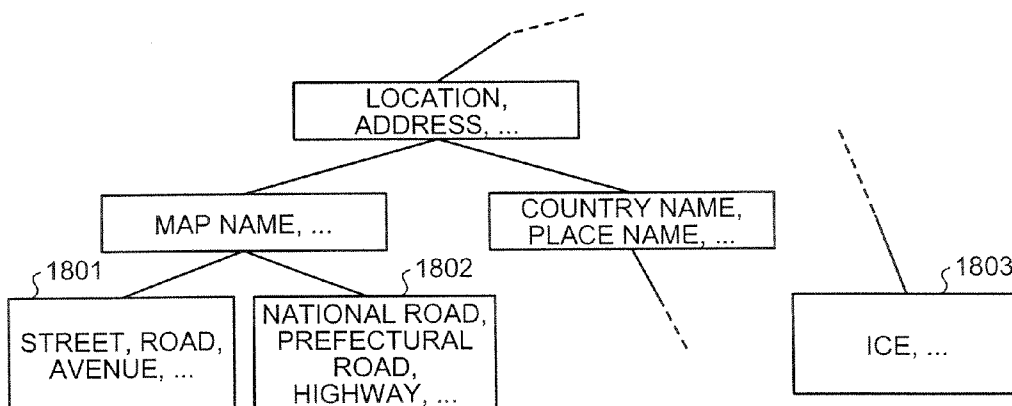 LOCATION,
ADDRESS, ...
MAP NAME, ...
COUNTRY NAME,
PLACE NAME, ...
1801
1802
1803
STREET, ROAD,
AVENUE, ...
NATIONAL ROAD,
PREFECTURAL
ROAD,
HIGHWAY, ...
ICE, ...